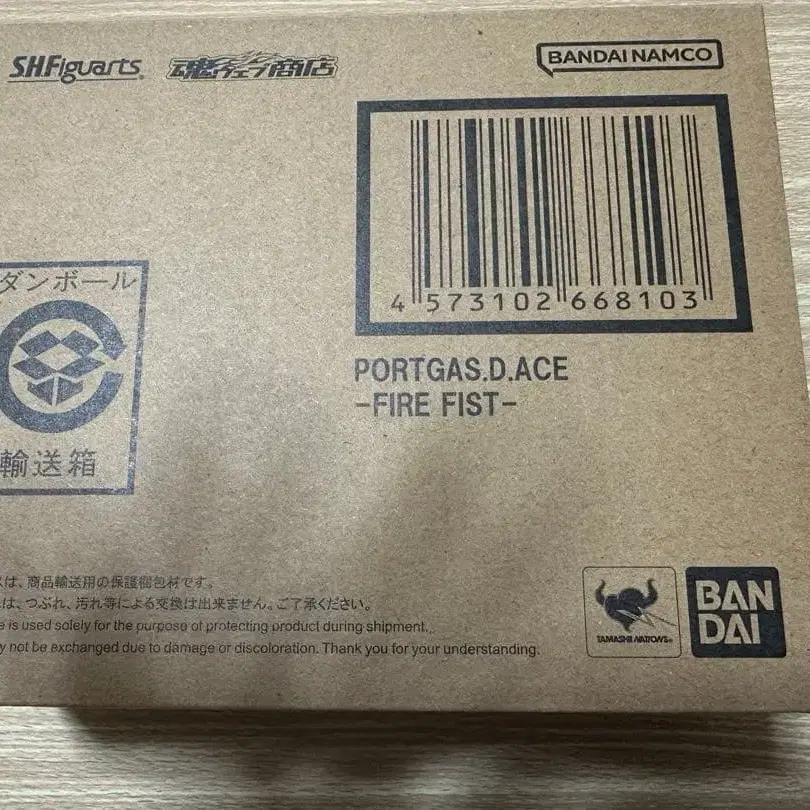 S.H.Figuarts 魂ウェブ商店
BANDAI NAMCO
4 573102 668103
PORTGAS.D.ACE
-FIRE FIST-
ダンボール
輸送箱
は、商品輸送用の保護梱包材です。
は、つぶれ、汚れ等による交換は出来ません。ご了承ください。
is used solely for the purpose of protecting product during shipment.
not be exchanged due to damage or discoloration. Thank you for your understanding.
TAMASHII NATIONS
BAN
DAI